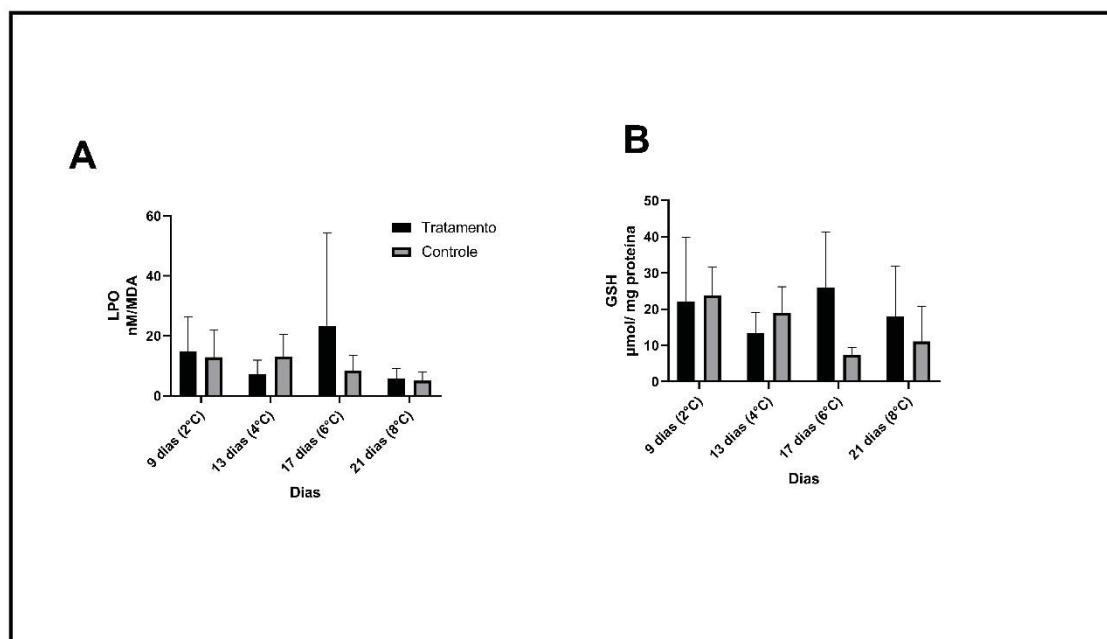 A
LPO
nM/MDA
60
40
20
0
Tratamento
Controle
9 dias (2°C)
13 dias (4°C)
17 dias (6°C)
21 dias (8°C)
Dias
B
GSH
µmol/ mg proteina
50
40
30
20
10
0
9 dias (2°C)
13 dias (4°C)
17 dias (6°C)
21 dias (8°C)
Dias